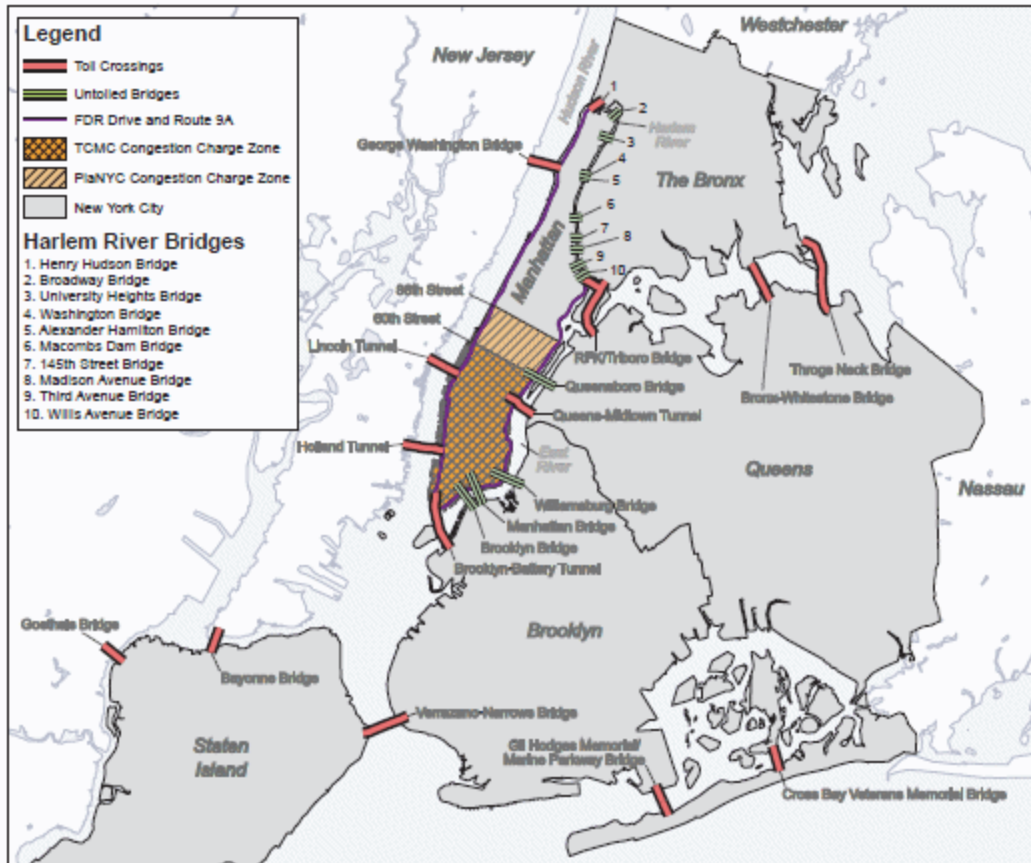 Legend
Toll Crossings
Untolled Bridges
FDR Drive and Route 9A
TCMC Congestion Charge Zone
PlaNYC Congestion Charge Zone
New York City
Harlem River Bridges
1. Henry Hudson Bridge
2. Broadway Bridge
3. University Heights Bridge
4. Washington Bridge
5. Alexander Hamilton Bridge
6. Macombs Dam Bridge
7. 145th Street Bridge
8. Madison Avenue Bridge
9. Third Avenue Bridge
10. Willis Avenue Bridge
Westchester
New Jersey
Hudson River
1
2
Harlem
River
3
George Washington Bridge
4
5
The Bronx
6
7
8
9
10
Manhattan
86th Street
60th Street
Lincoln Tunnel
RFK/Triboro Bridge
Throgs Neck Bridge
Queensboro Bridge
Bronx-Whitestone Bridge
Queens-Midtown Tunnel
Holland Tunnel
East
River
Queens
Nassau
Williamsburg Bridge
Manhattan Bridge
Brooklyn Bridge
Brooklyn-Battery Tunnel
Goethals Bridge
Brooklyn
Bayonne Bridge
Verrazano-Narrows Bridge
Staten
Island
Gil Hodges Memorial/
Marine Parkway Bridge
Cross Bay Veterans Memorial Bridge